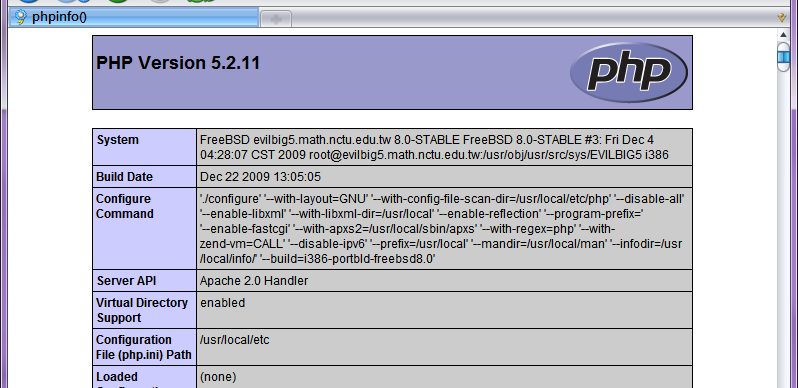 phpinfo()
PHP Version 5.2.11
php
System
FreeBSD evilbig5.math.nctu.edu.tw 8.0-STABLE FreeBSD 8.0-STABLE #3: Fri Dec 4
04:28:07 CST 2009 root@evilbig5.math.nctu.edu.tw:/usr/obj/usr/src/sys/EVILBIG5 i386
Build Date
Dec 22 2009 13:05:05
Configure
Command
'./configure' '--with-layout=GNU' '--with-config-file-scan-dir=/usr/local/etc/php' '--disable-all'
'--enable-libxml' '--with-libxml-dir=/usr/local' '--enable-reflection' '--program-prefix='
'--enable-fastcgi' '--with-apxs2=/usr/local/sbin/apxs' '--with-regex=php' '--with-
zend-vm=CALL' '--disable-ipv6' '--prefix=/usr/local' '--mandir=/usr/local/man' '--infodir=/usr
/local/info/' '--build=i386-portbld-freebsd8.0'
Server API
Apache 2.0 Handler
Virtual Directory
Support
enabled
Configuration
File (php.ini) Path
/usr/local/etc
Loaded
(none)